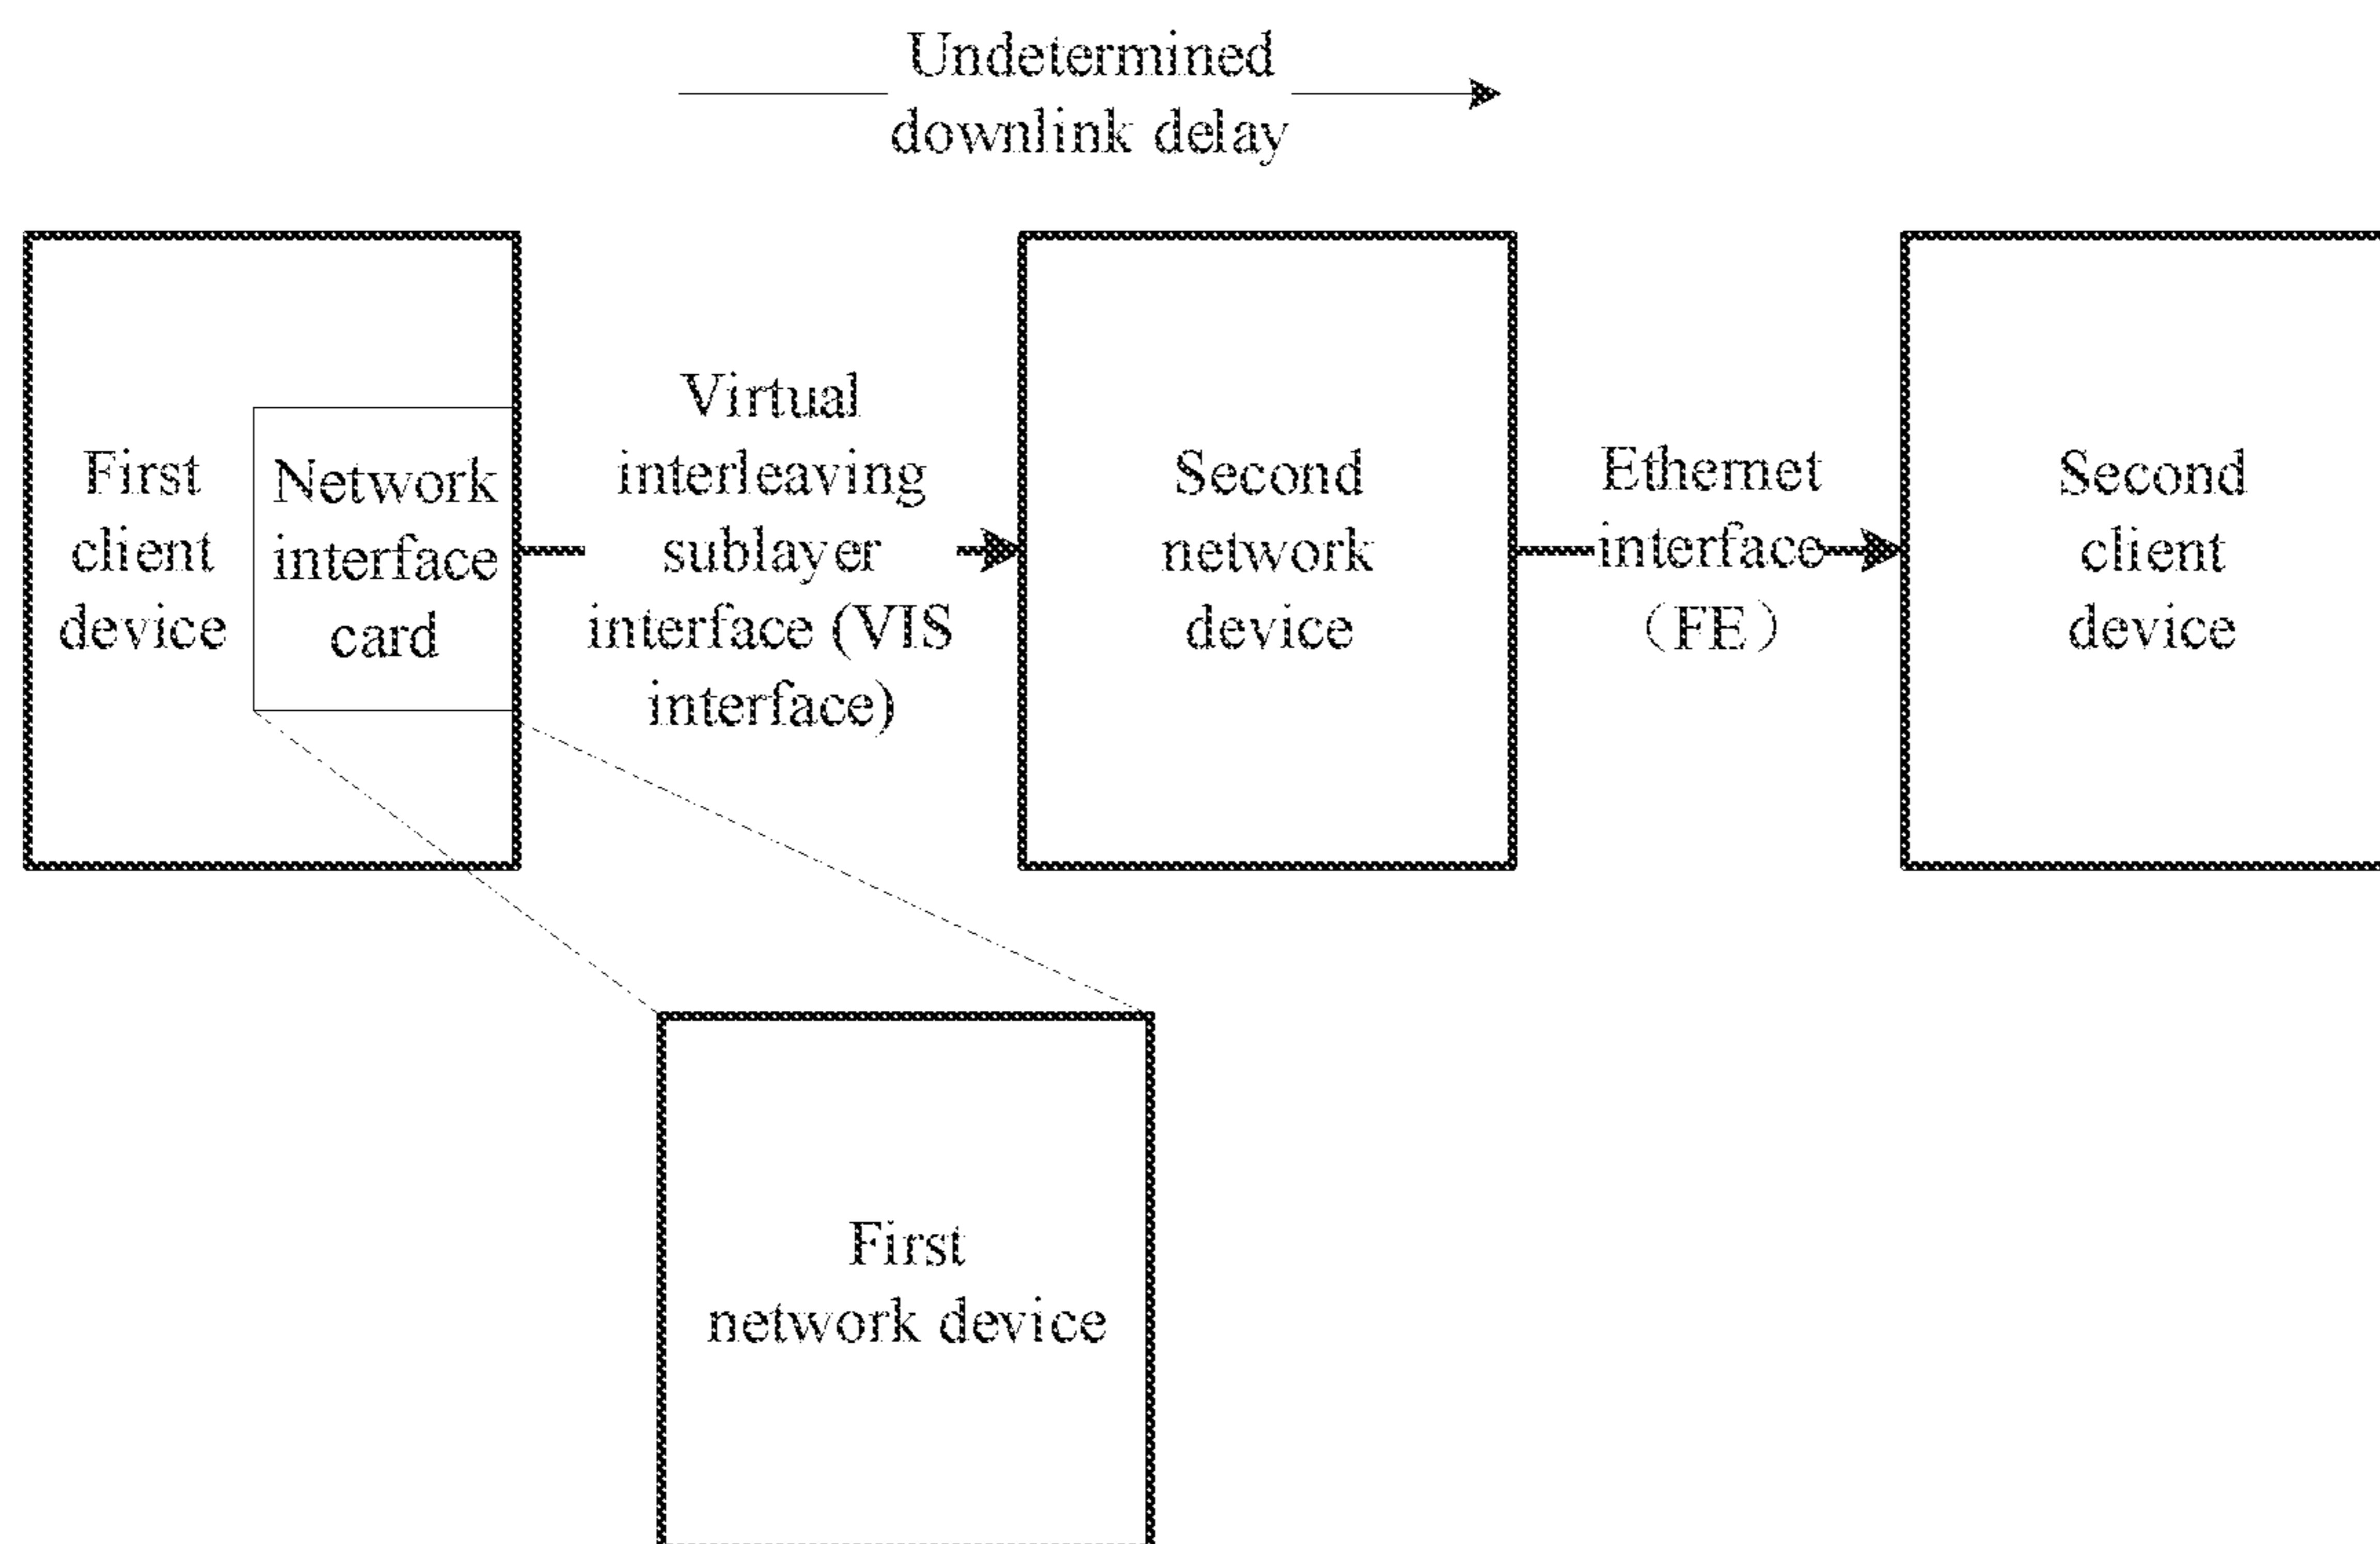 Undetermined
downlink delay
First
client
device
Network
interface
card
Virtual
interleaving
sublayer
interface (VIS
interface)
Second
network
device
Ethernet
interface
（FE）
Second
client
device
First
network device